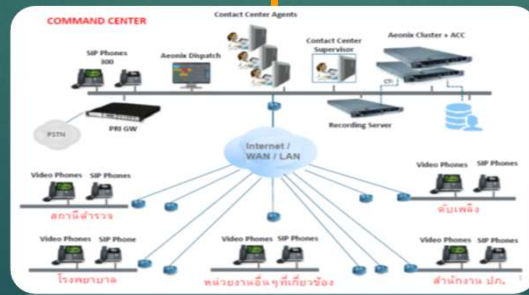 COMMAND CENTER
Contact Center Agents
Aeonix Cluster + ACC
SIP Phones
300
Aeonix Dispatch
Contact Center
Supervisor
CTI
PSTN
PRI GW
Recording Server
Internet /
WAN / LAN
Video Phones SIP Phones
สถานีตำรวจ
Video Phones SIP Phones
ดับเพลิง
Video Phones SIP Phone
โรงพยาบาล
Video Phones SIP Phones
หน่วยงานอื่นๆที่เกี่ยวข้อง
Video Phones SIP Phones
สำนักงาน ปภ.